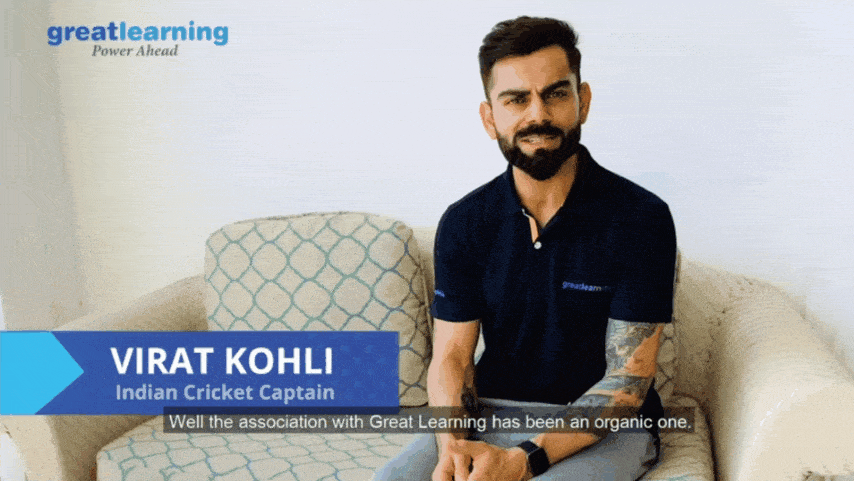 greatlearning
Power Ahead
greatlearning
VIRAT KOHLI
Indian Cricket Captain
Well the association with Great Learning has been an organic one.